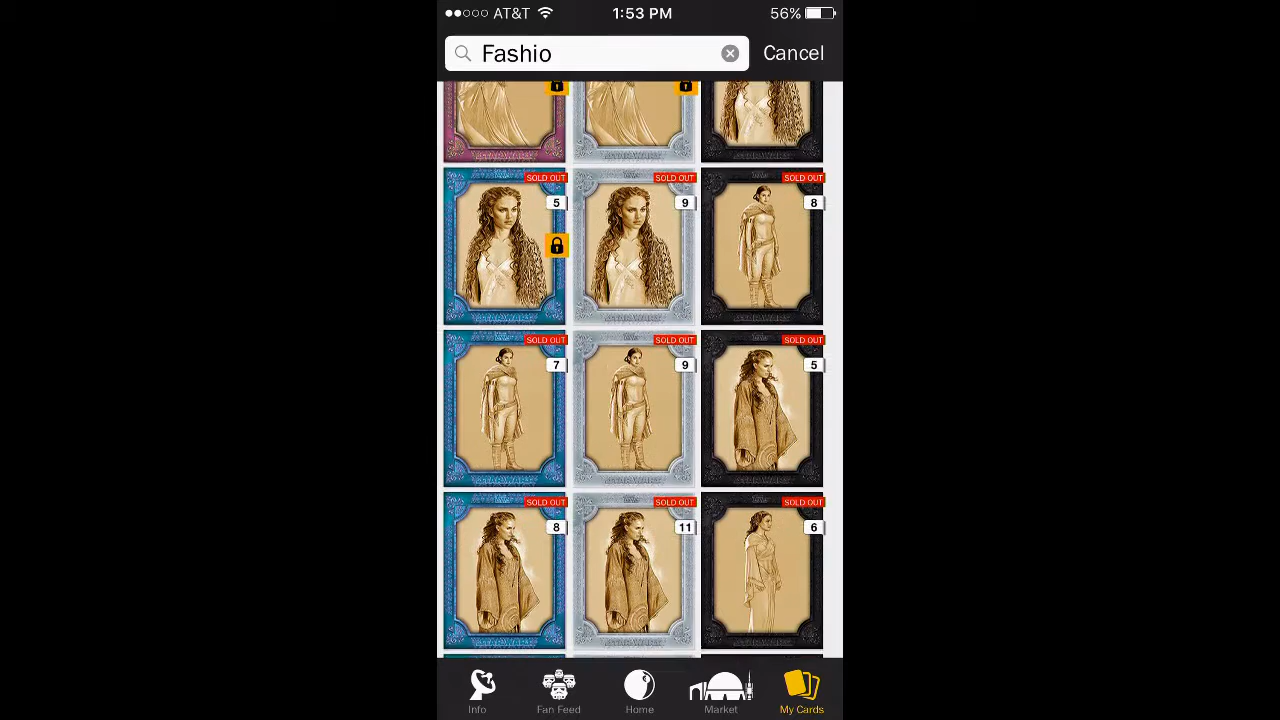 AT&T 1:53 PM 56%
Fashio Cancel
SOLD OUT SOLD OUT SOLD OUT
5 9 8
SOLD OUT SOLD OUT SOLD OUT
7 9 5
SOLD OUT SOLD OUT SOLD OUT
8 11 6
Info Fan Feed Home Market My Cards